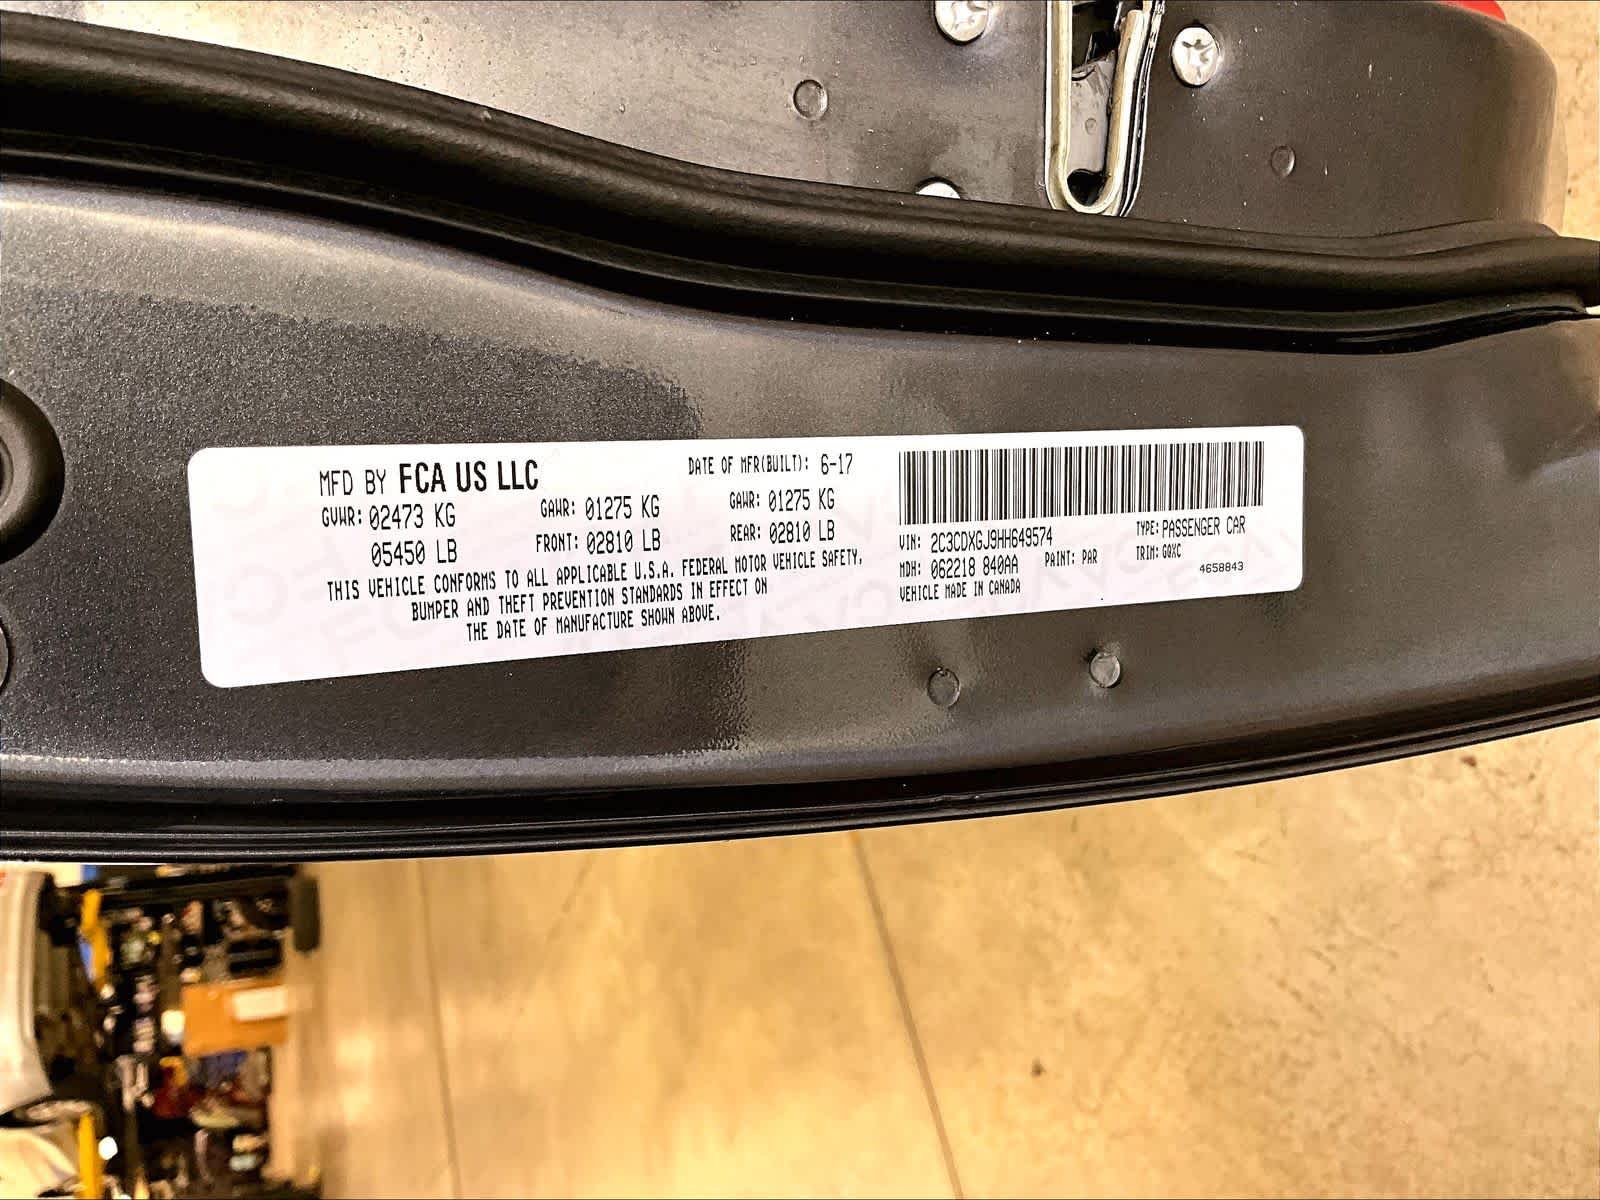 MFD BY FCA US LLC
DATE OF MFR(BUILT): 6-17
GVWR: 02473 KG GAWR: 01275 KG GAWR: 01275 KG
05450 LB FRONT: 02810 LB REAR: 02810 LB
THIS VEHICLE CONFORMS TO ALL APPLICABLE U.S.A. FEDERAL MOTOR VEHICLE SAFETY,
BUMPER AND THEFT PREVENTION STANDARDS IN EFFECT ON
THE DATE OF MANUFACTURE SHOWN ABOVE.
VIN: 2C3CDXGJ9HH649574 TYPE: PASSENGER CAR
MDH: 062218 840AA PAINT: PAR TRIM: GQXC
VEHICLE MADE IN CANADA 4658843